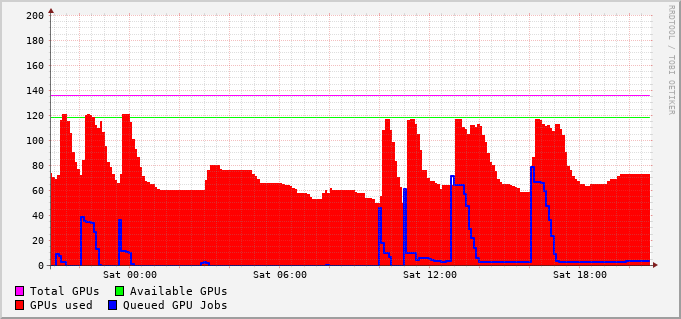 RRDTOOL / TOBI OETIKER
200
180
160
140
120
100
80
60
40
20
0
Sat 00:00 Sat 06:00 Sat 12:00 Sat 18:00
Total GPUs Available GPUs
GPUs used Queued GPU Jobs